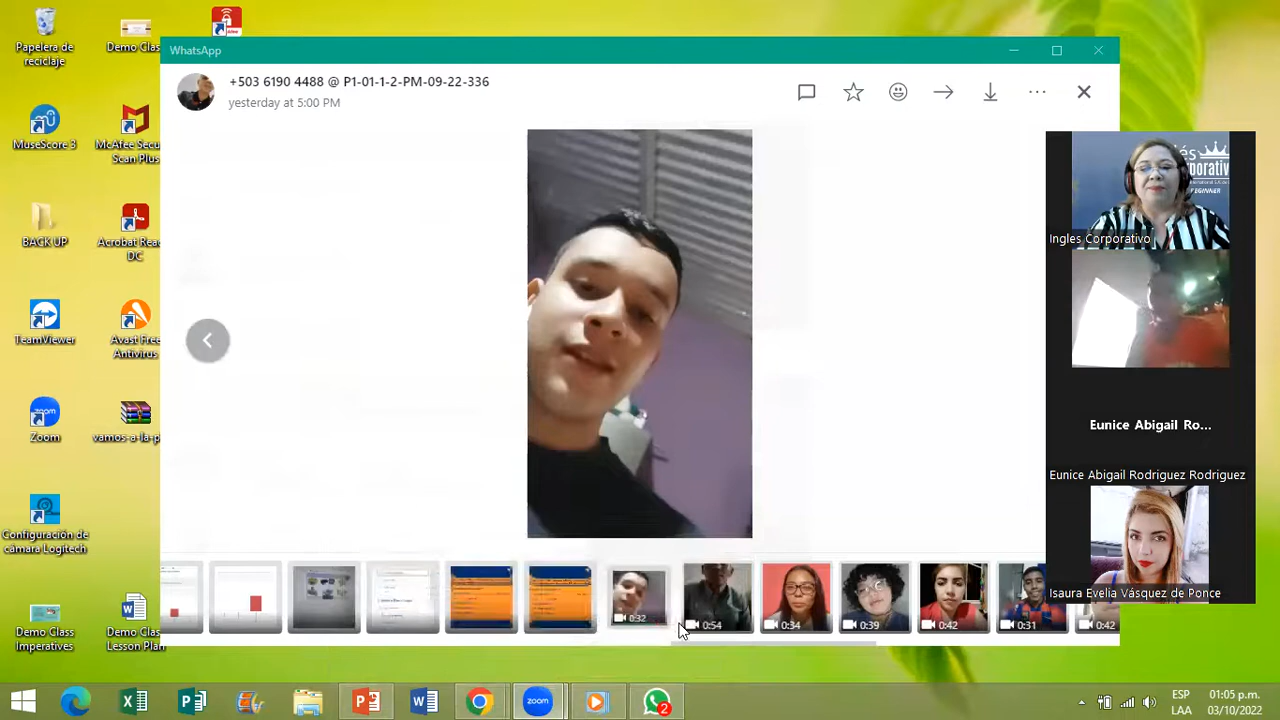 Papelera de
reciclaje
Demo Clas
WhatsApp
+503 6190 4488 @ P1-01-1-2-PM-09-22-336
yesterday at 5:00 PM
MuseScore 3
McAfee Secu
Scan Plus
BACK UP
Acrobat Rea
DC
TeamViewer
Avast Free
Antivirus
Zoom
zoom
vamos-a-la-p
Configuración de
cámara Logitech
Demo Class
Imperatives
Demo Clas
Lesson Plan
Ingles Corporativo
Eunice Abigail Ro...
Eunice Abigail Rodriguez Rodriguez
Isaura Evelia Vásquez de Ponce
0:32
0:54
0:34
0:39
0:42
0:31
0:42
zoom
2
ESP
LAA
01:05 p.m.
03/10/2022